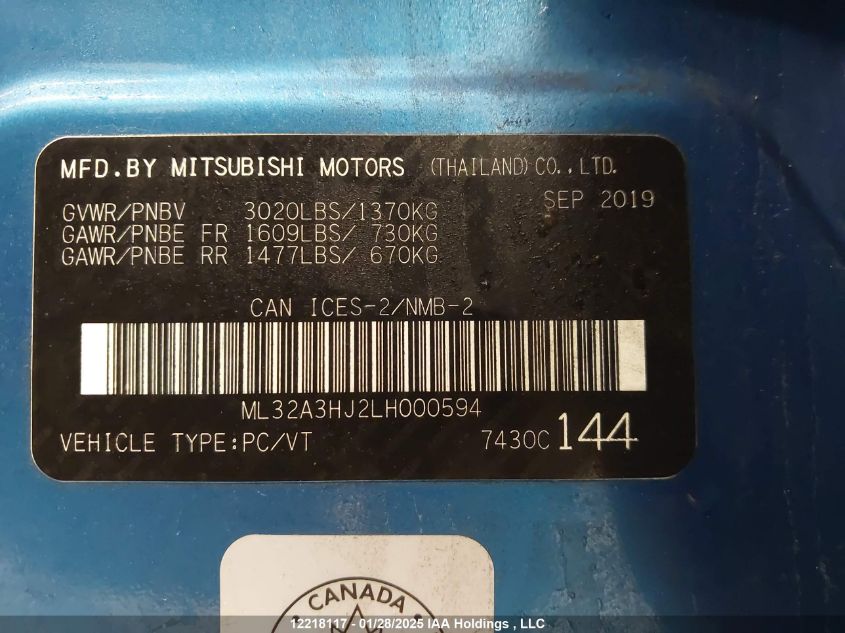 MFD.BY MITSUBISHI MOTORS (THAILAND) CO.,LTD.
SEP 2019
GVWR/PNBV 3020LBS/1370KG
GAWR/PNBE FR 1609LBS/ 730KG
GAWR/PNBE RR 1477LBS/ 670KG
CAN ICES-2/NMB-2
ML32A3HJ2LH000594
VEHICLE TYPE:PC/VT 7430C 144
CANADA
12218117 - 01/28/2025 IAA Holdings , LLC